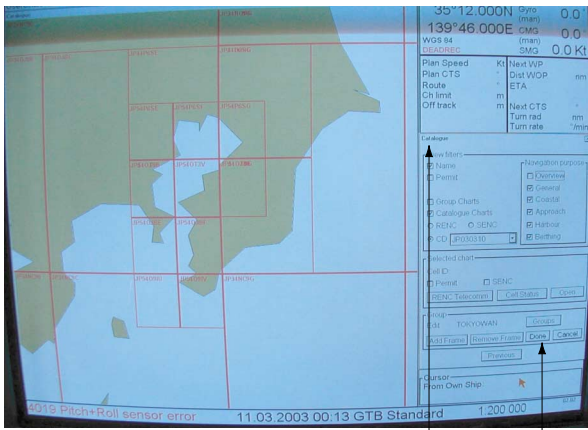 35°12.000N Gyro 0.0°
(man)
139°46.000E CMG 0.0°
WGS 84 (man)
DEADREC SMG 0.0 Kt
Plan Speed Kt Next WP
Plan CTS ° Dist WOP nm
Route ETA
Ch limit m
Off track m Next CTS °
Turn rad nm
Turn rate °/min
Catalogue
View filters
Navigation purpose
Name
Overview
Permit
General
Coastal
Group Charts
Approach
Catalogue Charts
Harbour
RENC SENC
Berthing
CD JP030310
Selected chart
Cell ID
Permit SENC
RENC Telecomm Cell Status Open
Group
Edit TOKYOWAN Groups
Add Frame Remove Frame Done Cancel
Previous
Cursor
From Own Ship
4019 Pitch+Roll sensor error 11.03.2003 00:13 GTB Standard 1:200 000